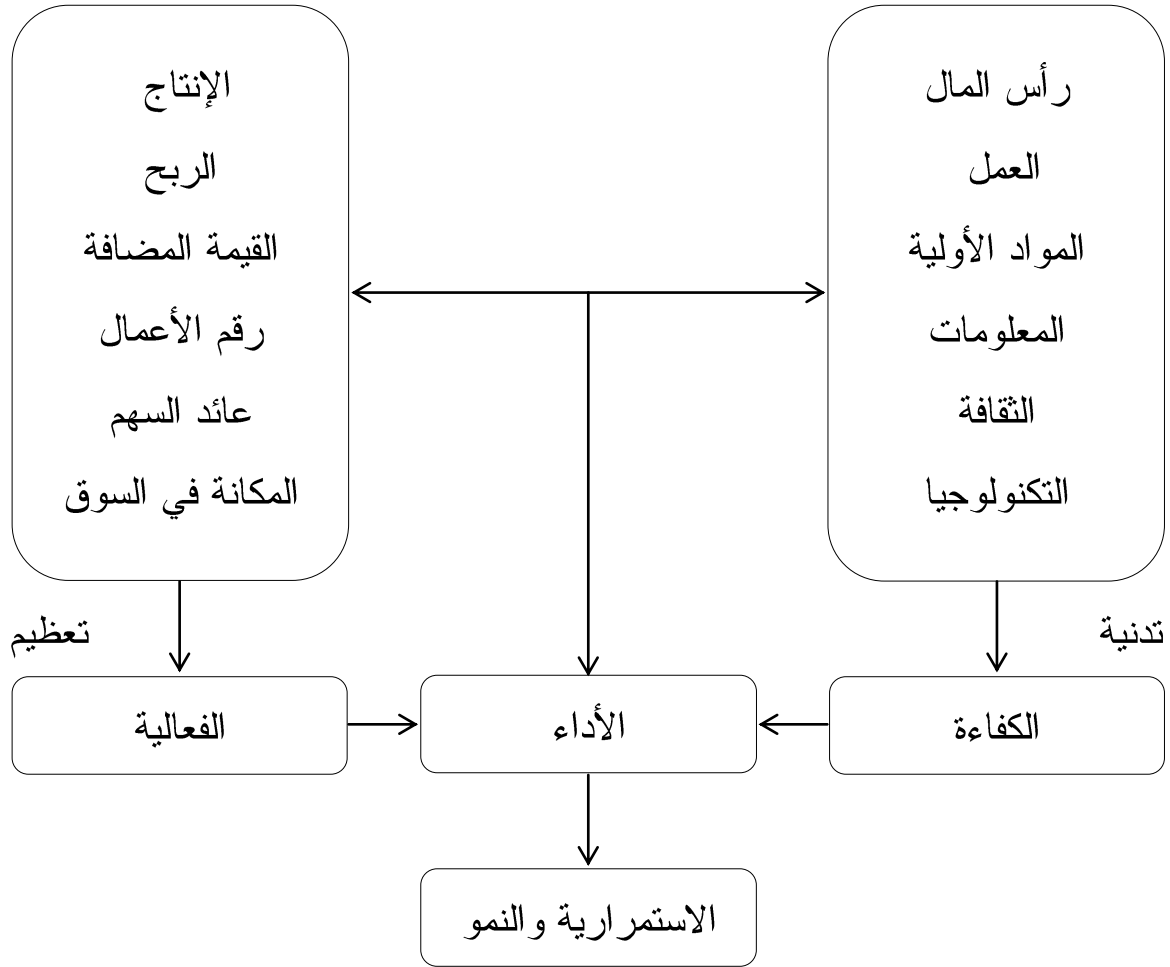 رأس المال
العمل
المواد الأولية
المعلومات
الثقافة
التكنولوجيا
الإنتاج
الربح
القيمة المضافة
رقم الأعمال
عائد السهم
المكانة في السوق
تدنية
تعظيم
الكفاءة
الأداء
الفعالية
الاستمرارية والنمو